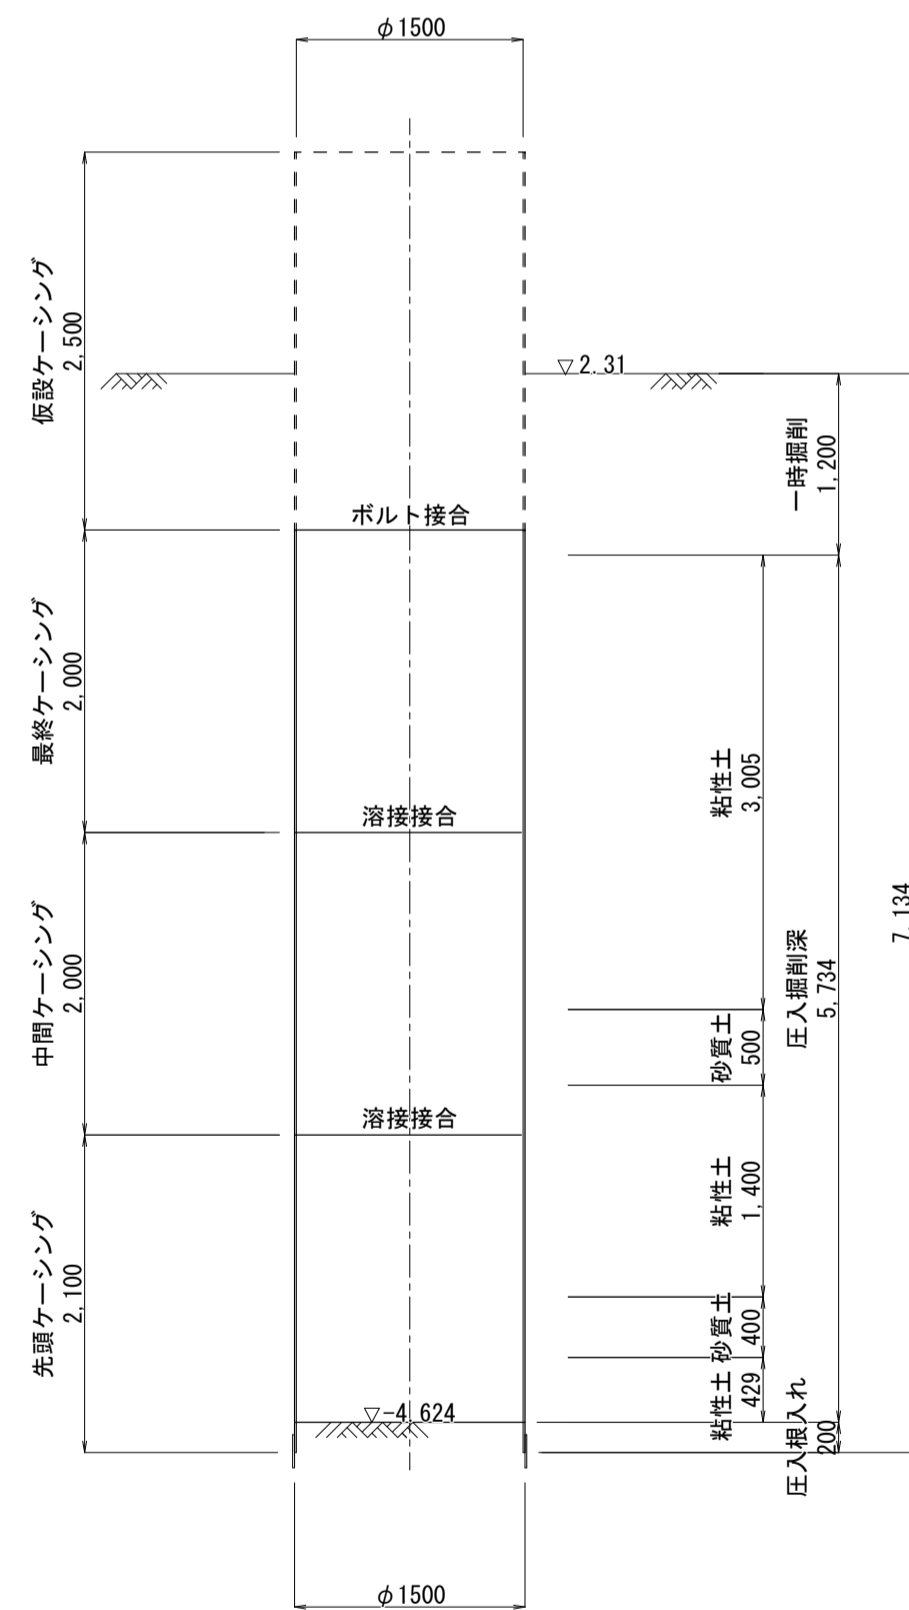 φ1500
仮設ケーシング
2,500
▽2.31
一時掘削
1,200
ボルト接合
最終ケーシング
2,000
粘性土
3,005
溶接接合
中間ケーシング
2,000
圧入掘削深
5,734
7,134
砂質土
500
溶接接合
粘性土
1,400
先頭ケーシング
2,100
砂質土
400
粘性土
429
▽-4.624
圧入根入れ
200
φ1500